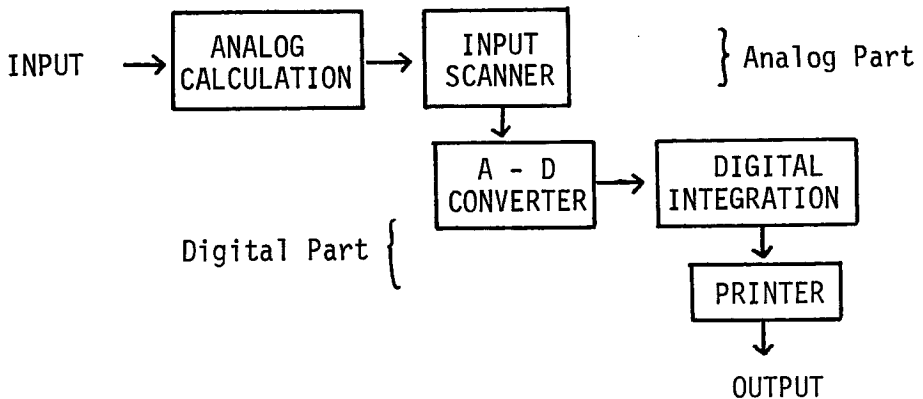 INPUT
ANALOG
CALCULATION
INPUT
SCANNER
Analog Part
A - D
CONVERTER
DIGITAL
INTEGRATION
Digital Part
PRINTER
OUTPUT